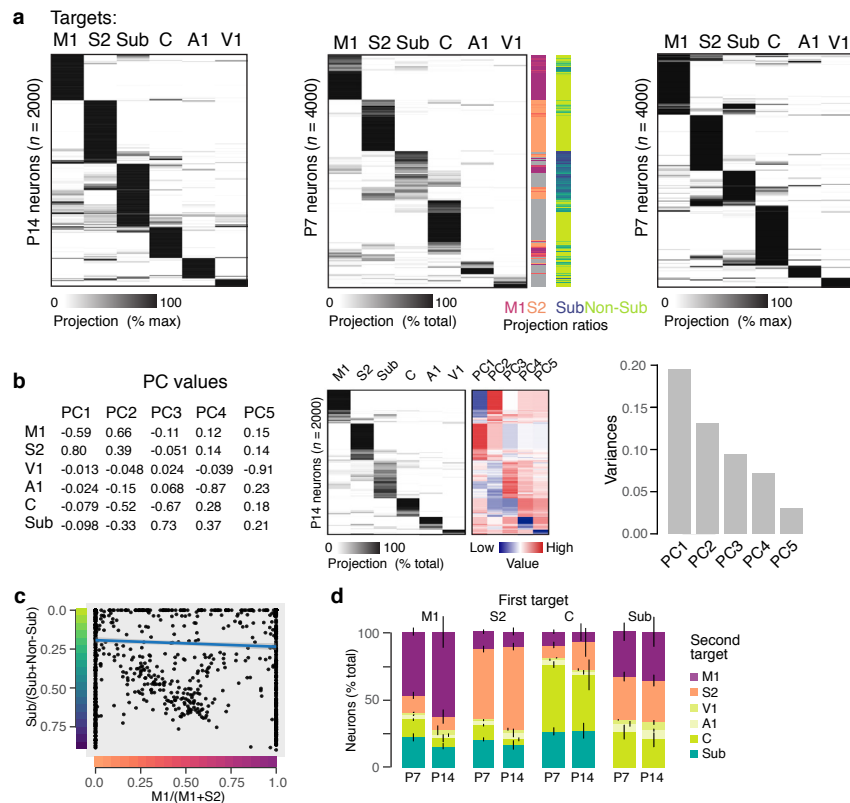 a
Targets:
M1 S2 Sub C A1 V1
P14 neurons (n = 2000)
0 100
Projection (% max)
M1 S2 Sub C A1 V1
P7 neurons (n = 4000)
0 100
Projection (% total)
M1S2 SubNon-Sub
Projection ratios
M1 S2 Sub C A1 V1
P7 neurons (n = 4000)
0 100
Projection (% max)
b
PC values
PC1 PC2 PC3 PC4 PC5
M1 -0.59 0.66 -0.11 0.12 0.15
S2 0.80 0.39 -0.051 0.14 0.14
V1 -0.013 -0.048 0.024 -0.039 -0.91
A1 -0.024 -0.15 0.068 -0.87 0.23
C -0.079 -0.52 -0.67 0.28 0.18
Sub -0.098 -0.33 0.73 0.37 0.21
M1 S2 Sub C A1 V1
PC1 PC2 PC3 PC4 PC5
P14 neurons (n = 2000)
0 100
Projection (% total)
Low High
Value
Variances
0.20
0.15
0.10
0.05
0.00
PC1 PC2 PC3 PC4 PC5
c
Sub/(Sub+Non-Sub)
0.0
0.25
0.50
0.75
0.0 0.25 0.50 0.75 1.0
M1/(M1+S2)
d
First target
M1 S2 C Sub
Neurons (% total)
100
50
0
P7 P14 P7 P14 P7 P14 P7 P14
Second
target
M1
S2
V1
A1
C
Sub